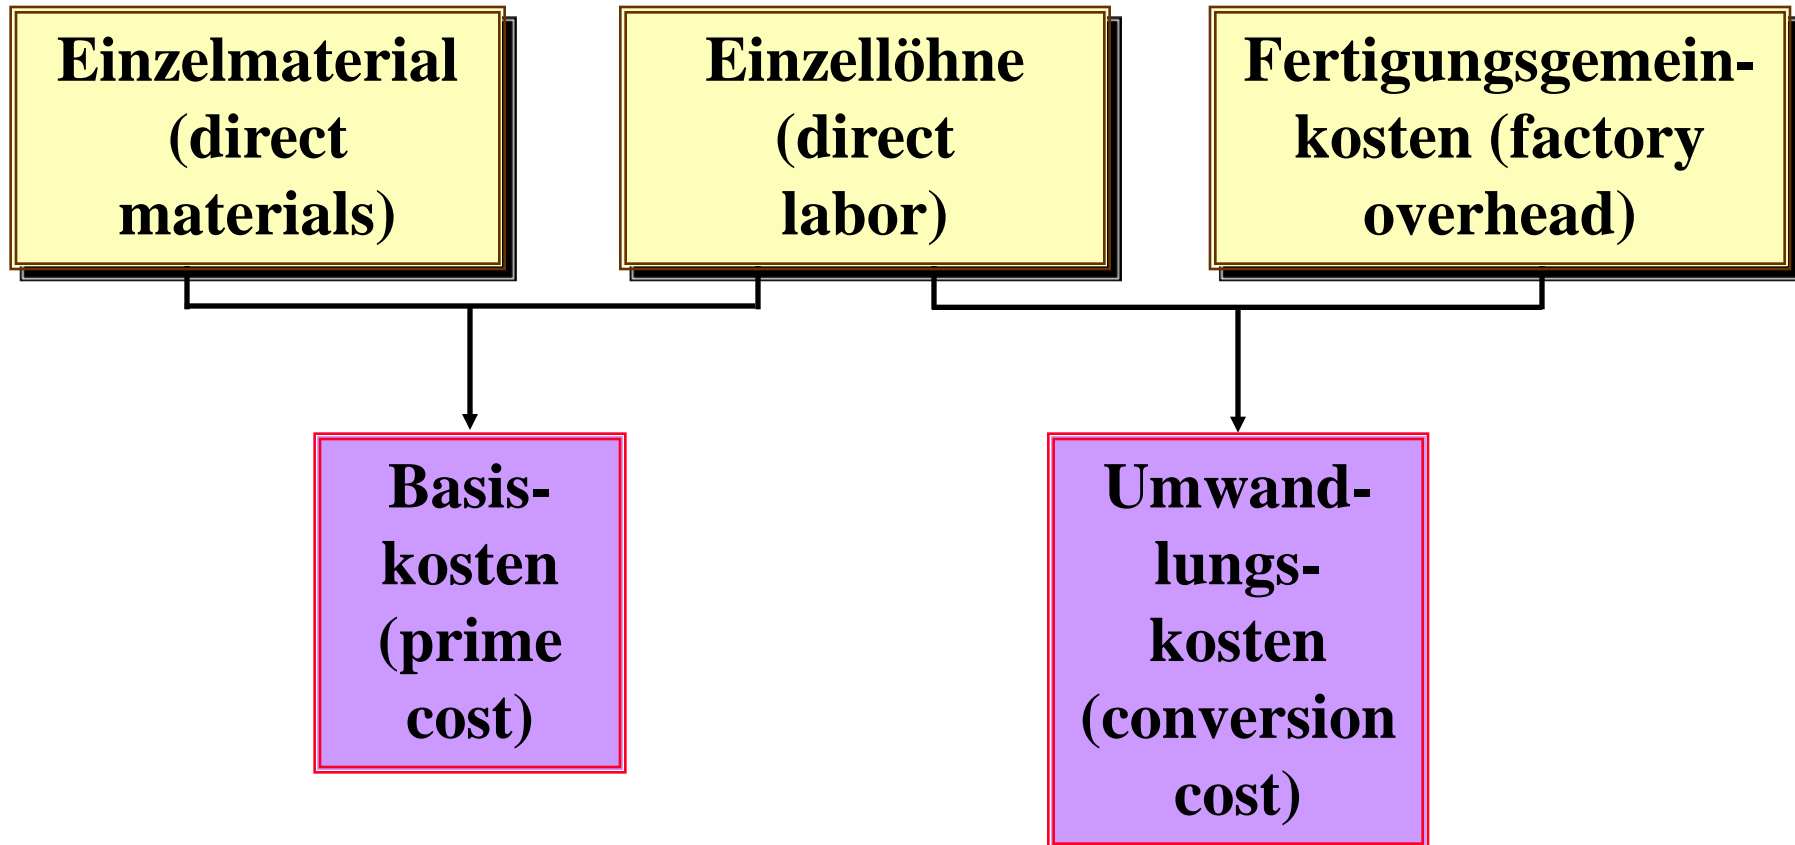 Einzelmaterial
(direct
materials)
Einzellöhne
(direct
labor)
Fertigungsgemein-
kosten (factory
overhead)
Basis-
kosten
(prime
cost)
Umwand-
lungs-
kosten
(conversion
cost)